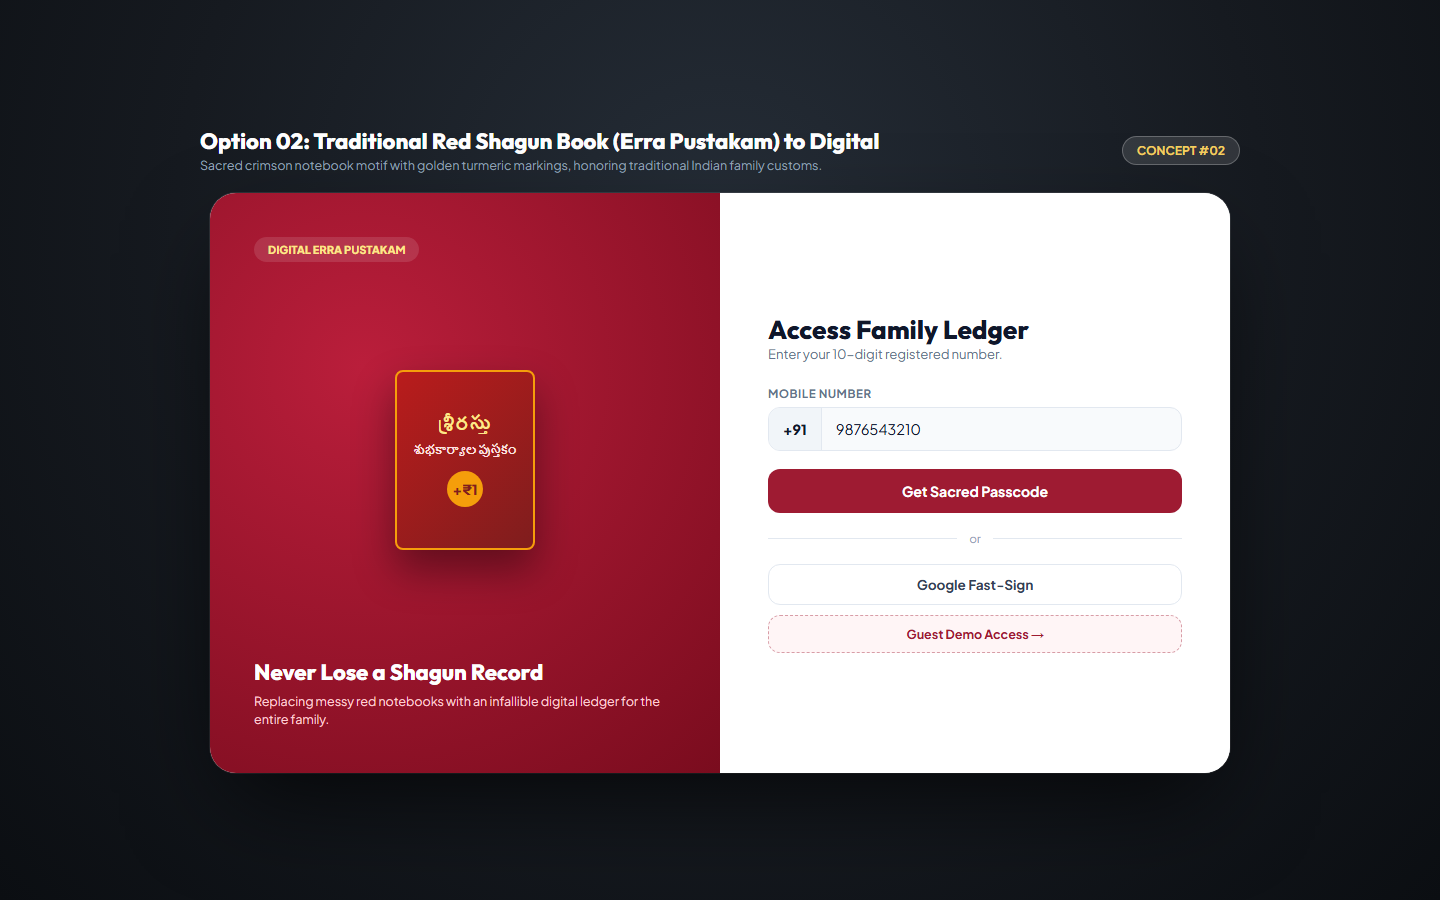 Option 02: Traditional Red Shagun Book (Erra Pustakam) to Digital
Sacred crimson notebook motif with golden turmeric markings, honoring traditional Indian family customs.
CONCEPT #02
DIGITAL ERRA PUSTAKAM
శ్రీరస్తు
శుభకార్యాల పుస్తకం
+₹1
Never Lose a Shagun Record
Replacing messy red notebooks with an infallible digital ledger for the
entire family.
Access Family Ledger
Enter your 10-digit registered number.
MOBILE NUMBER
+91 9876543210
Get Sacred Passcode
or
Google Fast-Sign
Guest Demo Access →